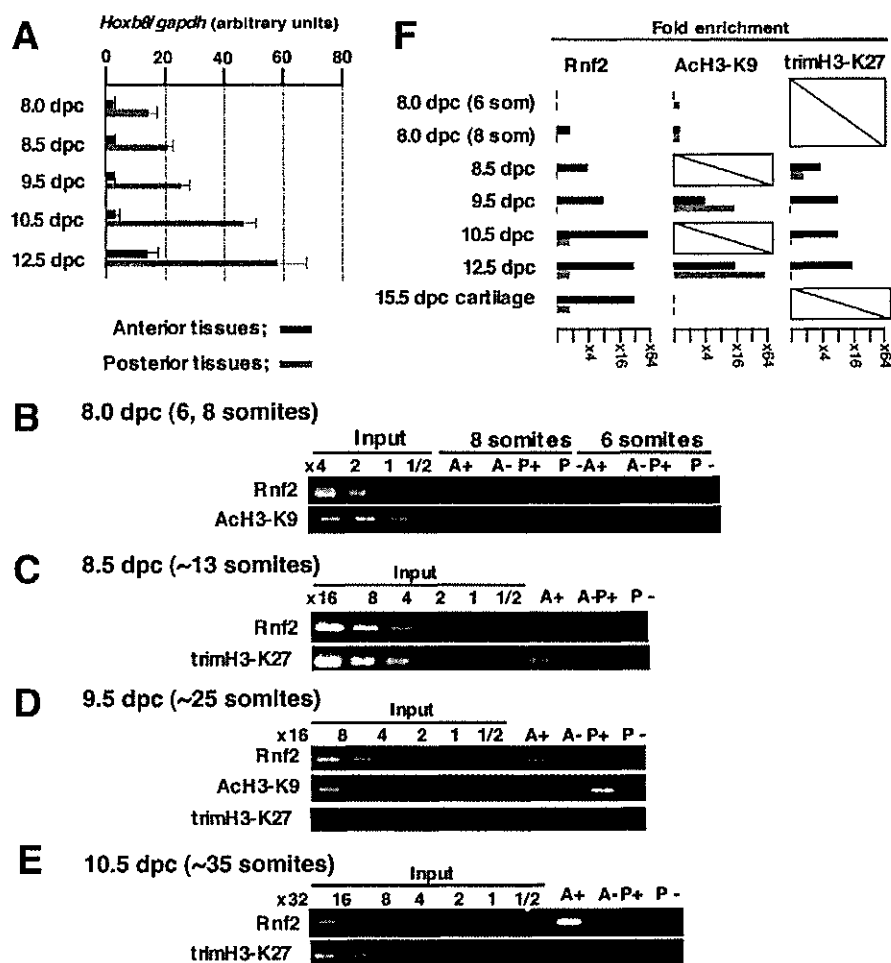 A
Hoxb8/gapdh (arbitrary units)
0 20 40 60 80
8.0 dpc
8.5 dpc
9.5 dpc
10.5 dpc
12.5 dpc
Anterior tissues;
Posterior tissues;
F
Fold enrichment
Rnf2 AcH3-K9 trimH3-K27
8.0 dpc (6 som)
8.0 dpc (8 som)
8.5 dpc
9.5 dpc
10.5 dpc
12.5 dpc
15.5 dpc cartilage
x4 x16 x64 x4 x16 x64 x4 x16 x64
B 8.0 dpc (6, 8 somites)
Input 8 somites 6 somites
x4 2 1 1/2 A+ A- P+ P -A+ A- P+ P -
Rnf2
AcH3-K9
C 8.5 dpc (~13 somites)
Input
x16 8 4 2 1 1/2 A+ A-P+ P -
Rnf2
trimH3-K27
D 9.5 dpc (~25 somites)
Input
x16 8 4 2 1 1/2 A+ A- P+ P -
Rnf2
AcH3-K9
trimH3-K27
E 10.5 dpc (~35 somites)
Input
x32 16 8 4 2 1 1/2 A+ A-P+ P -
Rnf2
trimH3-K27